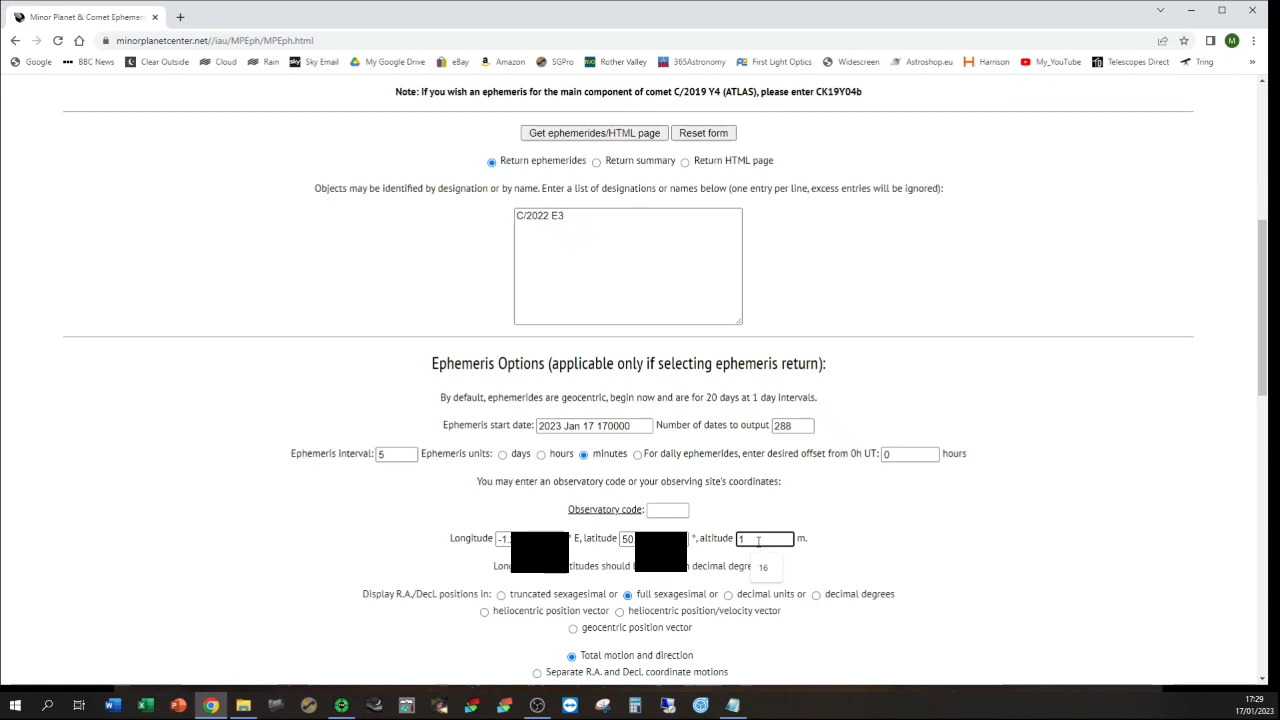 Minor Planet & Comet Ephemer
minorplanetcenter.net//iau/MPEph/MPEph.html
M
Google BBC News Clear Outside Cloud Rain sky Sky Email My Google Drive eBay Amazon SGPro Rother Valley 365Astronomy First Light Optics Widescreen Astroshop.eu Harrison My_YouTube Telescopes Direct Tring
Note: If you wish an ephemeris for the main component of comet C/2019 Y4 (ATLAS), please enter CK19Y04b
Get ephemerides/HTML page Reset form
Return ephemerides Return summary Return HTML page
Objects may be identified by designation or by name. Enter a list of designations or names below (one entry per line, excess entries will be ignored):
C/2022 E3
Ephemeris Options (applicable only if selecting ephemeris return):
By default, ephemerides are geocentric, begin now and are for 20 days at 1 day intervals.
Ephemeris start date: 2023 Jan 17 170000 Number of dates to output 288
Ephemeris interval: 5 Ephemeris units: days hours minutes For daily ephemerides, enter desired offset from 0h UT: 0 hours
You may enter an observatory code or your observing site's coordinates:
Observatory code:
Longitude -1. ° E, latitude 50. °, altitude 1 m.
16
Display R.A./Decl. positions in: truncated sexagesimal or full sexagesimal or decimal units or decimal degrees
heliocentric position vector heliocentric position/velocity vector
geocentric position vector
Total motion and direction
Separate R.A. and Decl. coordinate motions
17:29
17/01/2023